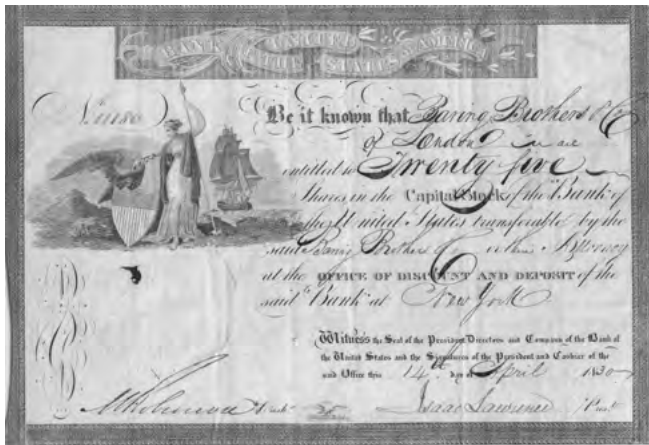 BANK OF THE UNITED STATES OF AMERICA
Be it known that Baring Brothers & Co
of London
entitled to Twenty five
Shares in the Capital Stock of the "Bank of
the United States transferable by the
said Baring Brothers & Co or their Attorney
at the OFFICE OF DISCOUNT AND DEPOSIT of the
said "Bank" at New York
Witness the Seal of the President Directors and Company of the Bank of
the United States and the Signatures of the President and Cashier of the
said Office this 14th day of April 1830
Isaac Lawrence Prest